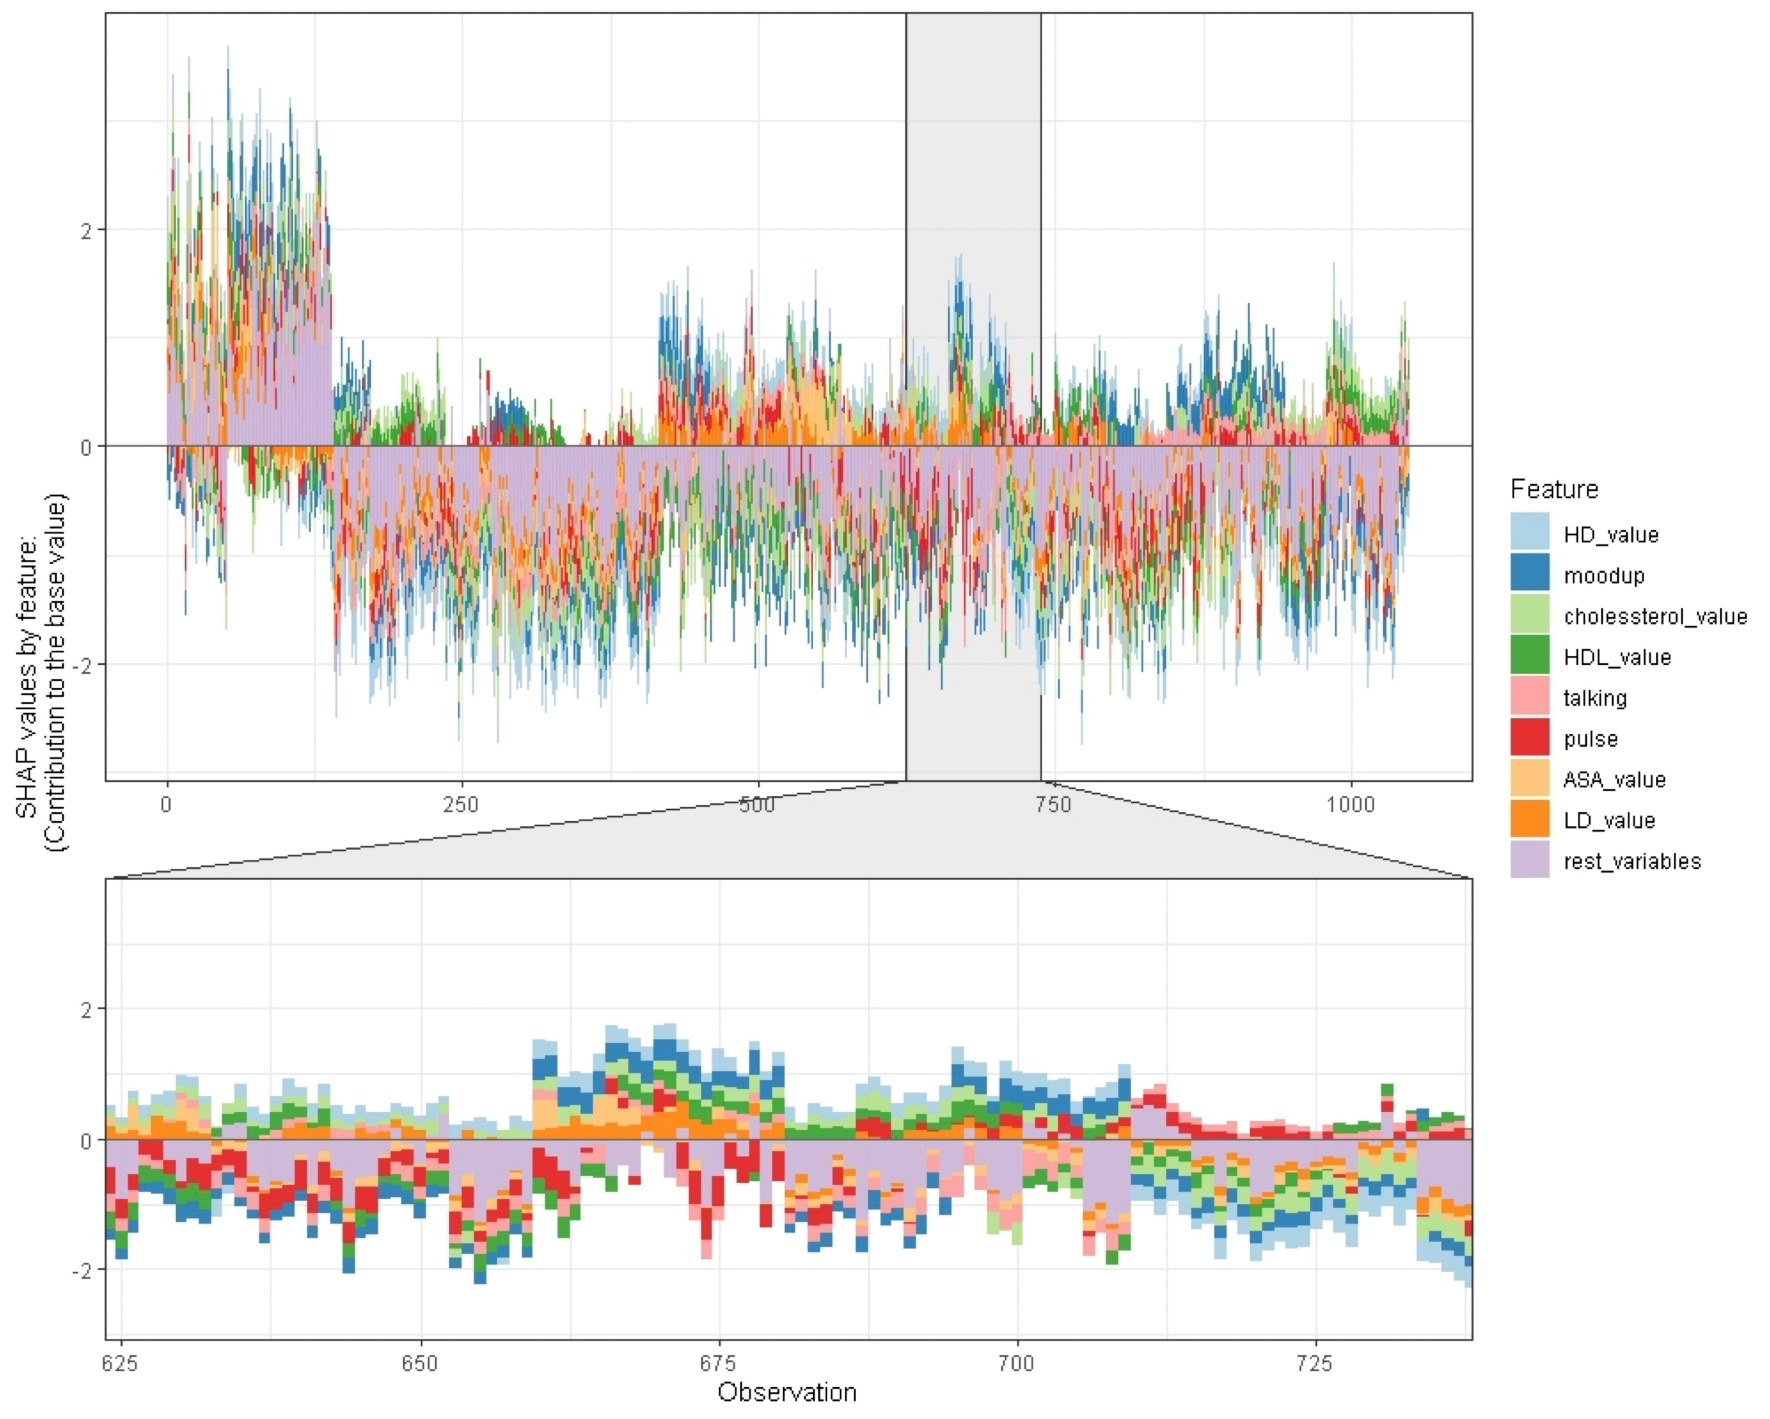 2
0
-2
0
250
500
750
1000
SHAP values by feature:
(Contribution to the base value)
2
0
-2
625
650
675
700
725
Observation
Feature
HD_value
moodup
cholessterol_value
HDL_value
talking
pulse
ASA_value
LD_value
rest_variables